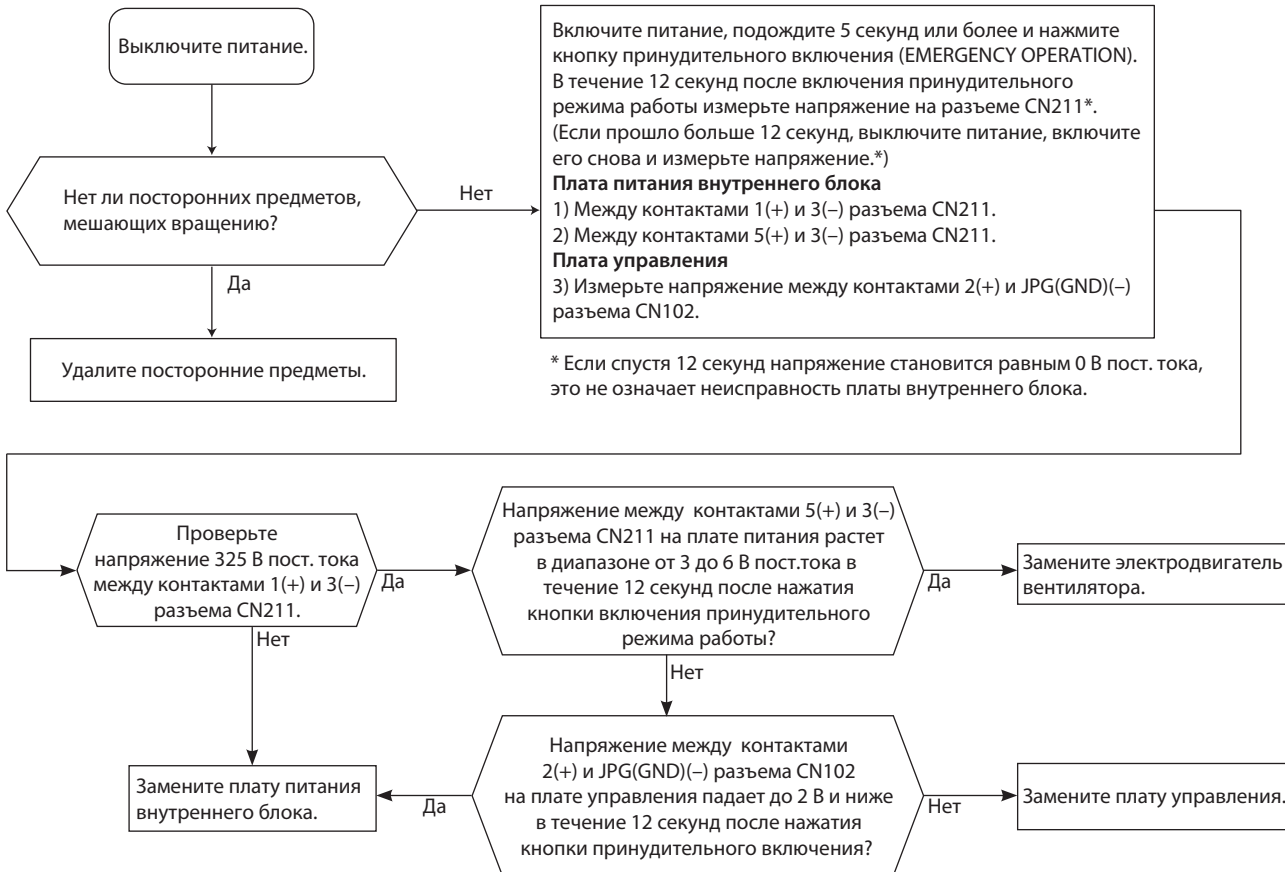 Выключите питание.
Нет ли посторонних предметов,
мешающих вращению?
Нет
Да
Удалите посторонние предметы.
Включите питание, подождите 5 секунд или более и нажмите
кнопку принудительного включения (EMERGENCY OPERATION).
В течение 12 секунд после включения принудительного
режима работы измерьте напряжение на разъеме CN211*.
(Если прошло больше 12 секунд, выключите питание, включите
его снова и измерьте напряжение.*)
Плата питания внутреннего блока
1) Между контактами 1(+) и 3(–) разъема CN211.
2) Между контактами 5(+) и 3(–) разъема CN211.
Плата управления
3) Измерьте напряжение между контактами 2(+) и JPG(GND)(–)
разъема CN102.
* Если спустя 12 секунд напряжение становится равным 0 В пост. тока,
это не означает неисправность платы внутреннего блока.
Проверьте
напряжение 325 В пост. тока
между контактами 1(+) и 3(–)
разъема CN211.
Да
Нет
Напряжение между контактами 5(+) и 3(–)
разъема CN211 на плате питания растет
в диапазоне от 3 до 6 В пост.тока в
течение 12 секунд после нажатия
кнопки включения принудительного
режима работы?
Да
Нет
Замените электродвигатель
вентилятора.
Замените плату питания
внутреннего блока.
Да
Напряжение между контактами
2(+) и JPG(GND)(–) разъема CN102
на плате управления падает до 2 В и ниже
в течение 12 секунд после нажатия
кнопки принудительного включения?
Нет
Замените плату управления.